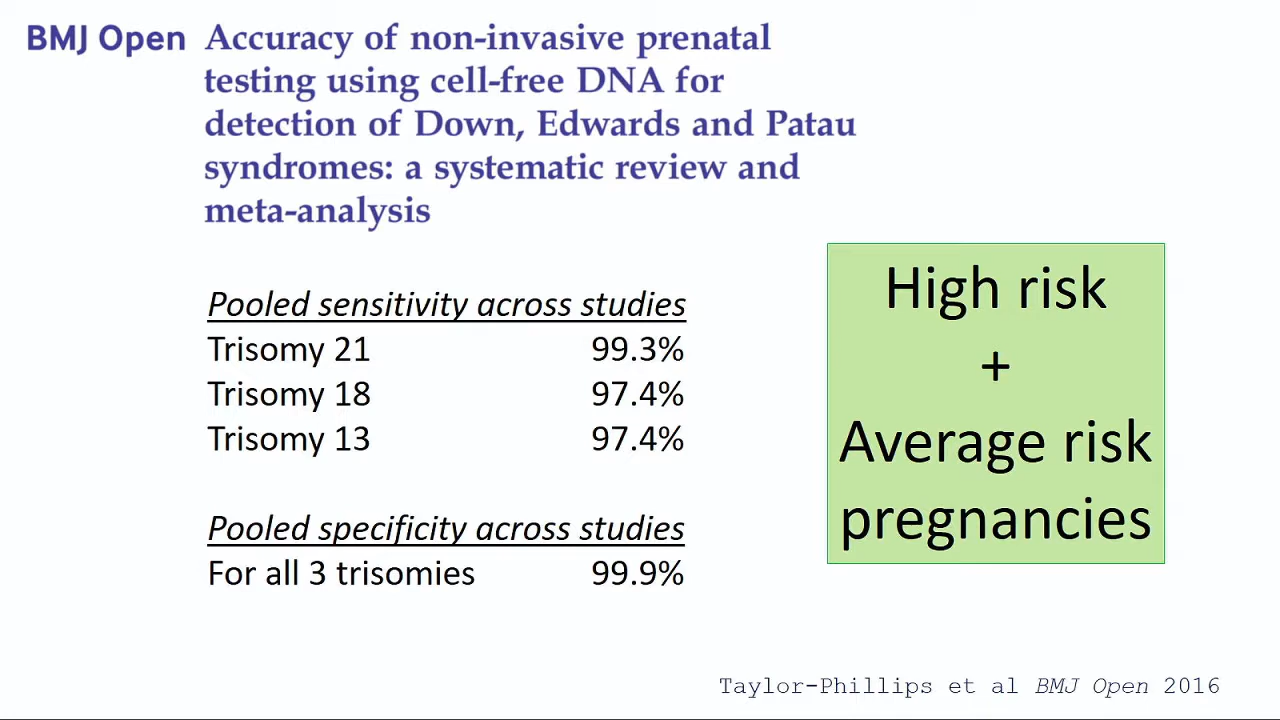 BMJ Open Accuracy of non-invasive prenatal
testing using cell-free DNA for
detection of Down, Edwards and Patau
syndromes: a systematic review and
meta-analysis
Pooled sensitivity across studies
Trisomy 21 99.3%
Trisomy 18 97.4%
Trisomy 13 97.4%
Pooled specificity across studies
For all 3 trisomies 99.9%
High risk
+
Average risk
pregnancies
Taylor-Phillips et al BMJ Open 2016